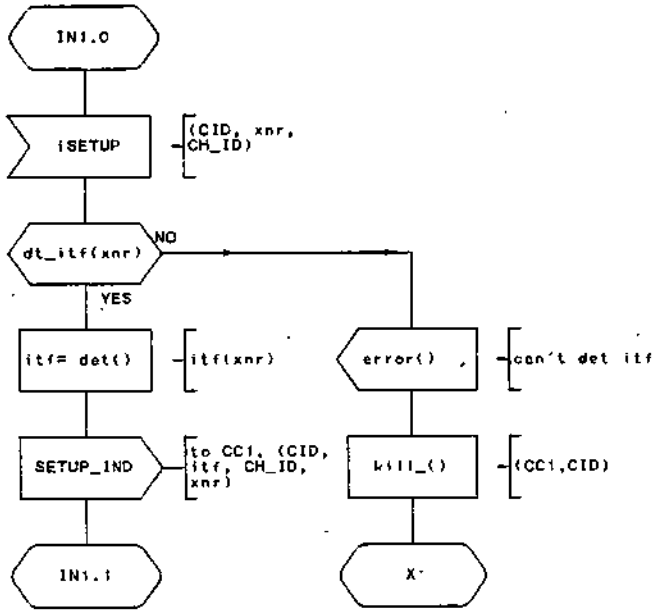 IN1.0
iSETUP
(CID, xnr,
CH_ID)
dt_itf(xnr)
NO
YES
itf= det()
itf(xnr)
error()
can't det itf
SETUP_IND
to CC1, (CID,
itf, CH_ID,
xnr)
kill_()
(CC1,CID)
IN1.1